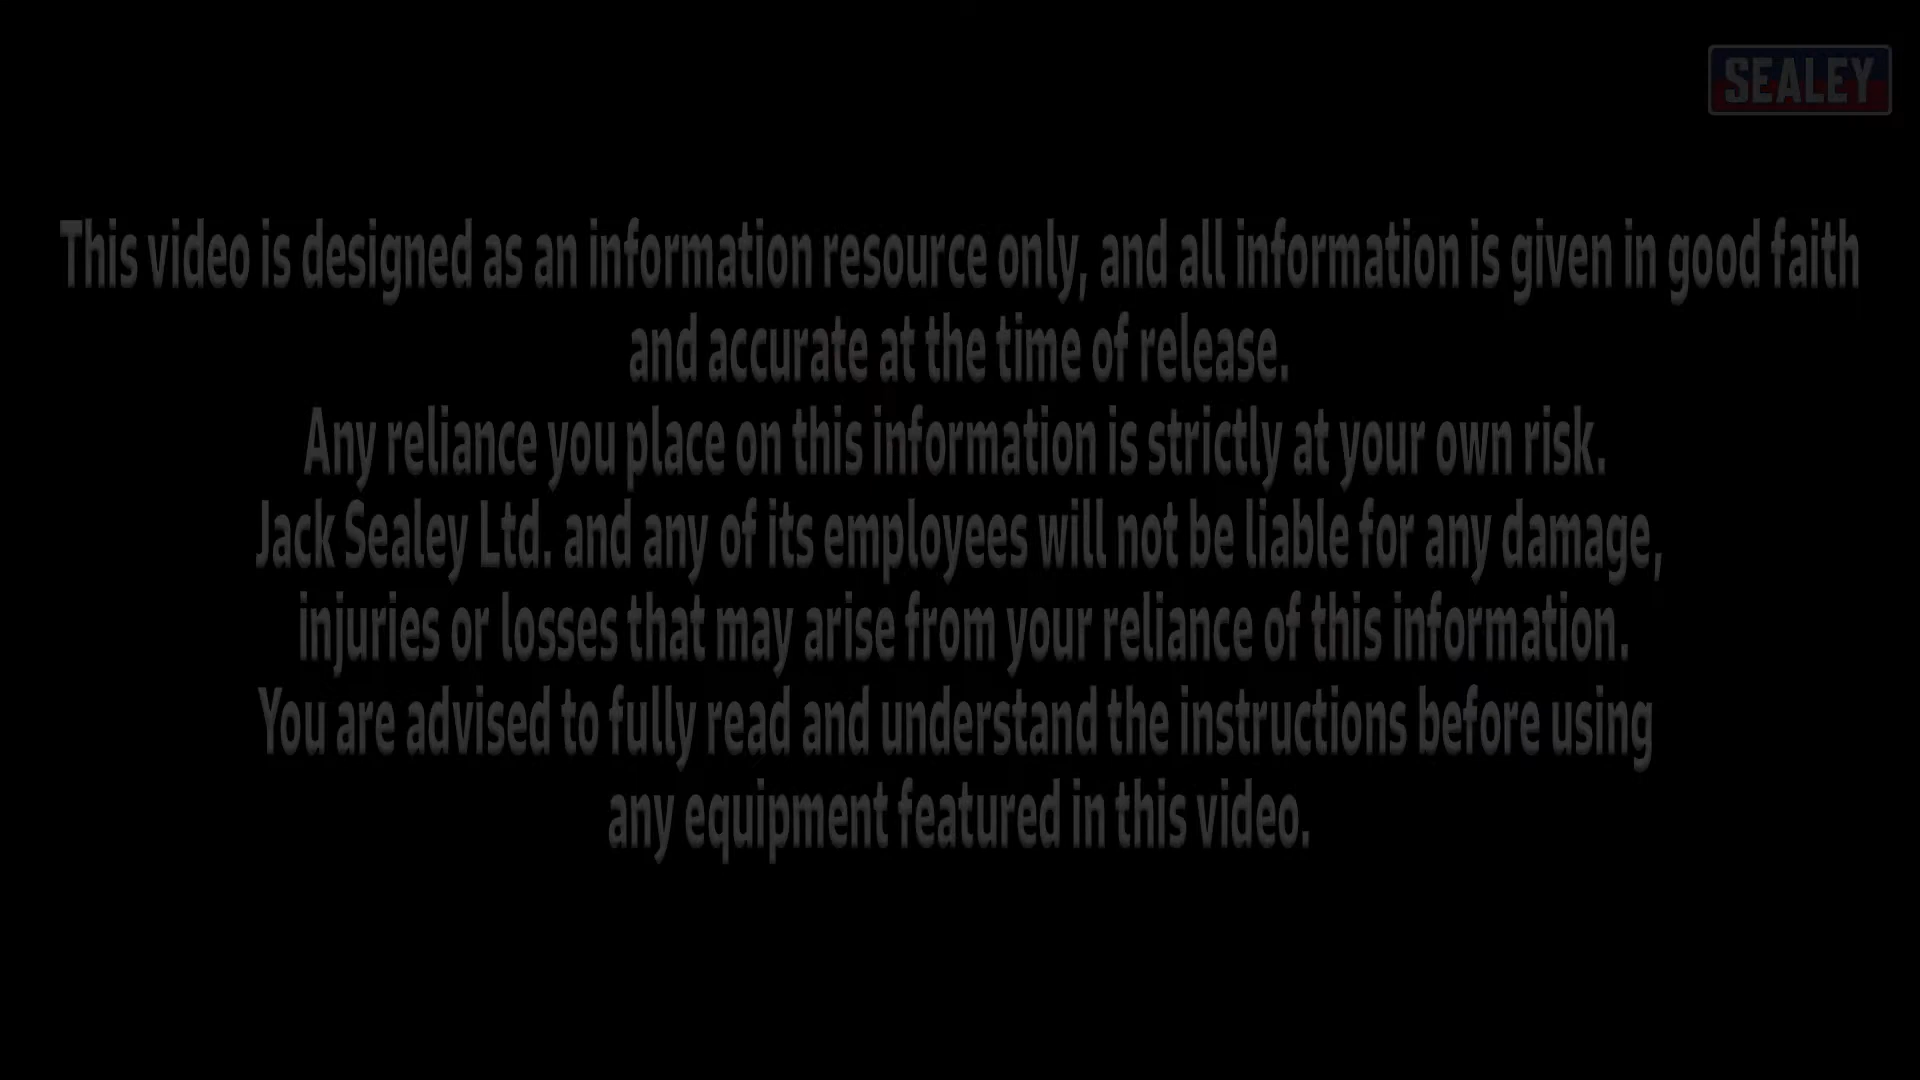 SEALEY
This video is designed as an information resource only, and all information is given in good faith
and accurate at the time of release.
Any reliance you place on this information is strictly at your own risk.
Jack Sealey Ltd. and any of its employees will not be liable for any damage,
injuries or losses that may arise from your reliance of this information.
You are advised to fully read and understand the instructions before using
any equipment featured in this video.